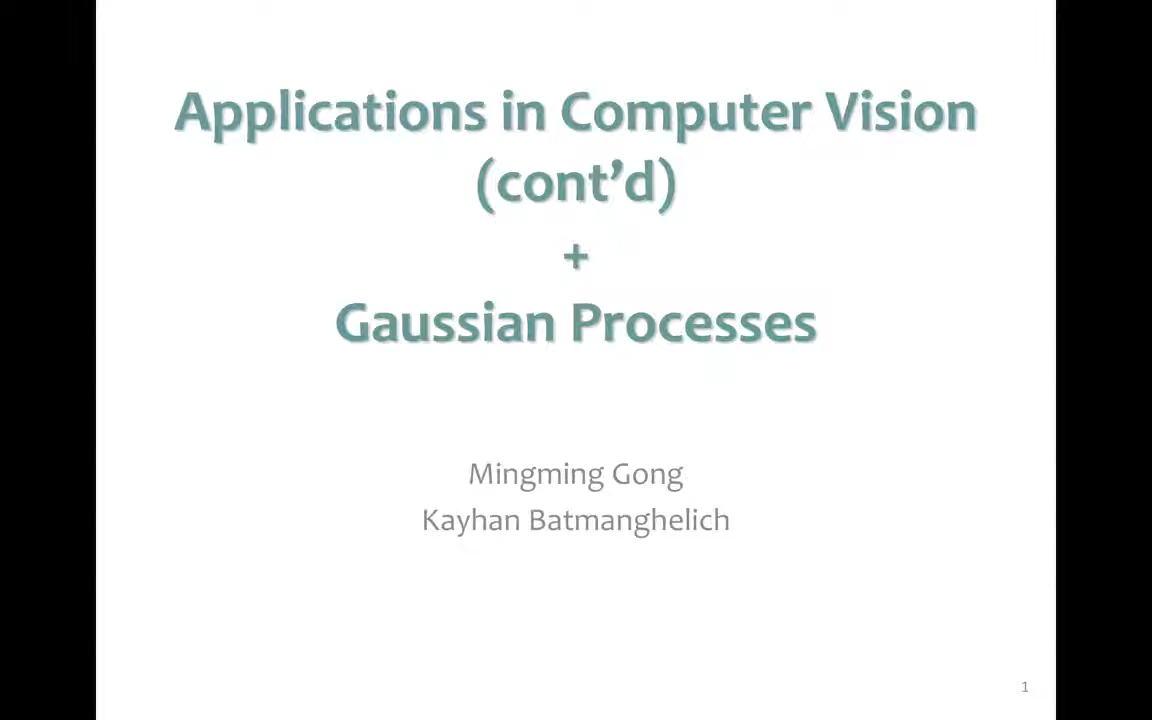 Applications in Computer Vision
(cont’d)
+
Gaussian Processes
Mingming Gong
Kayhan Batmanghelich
1